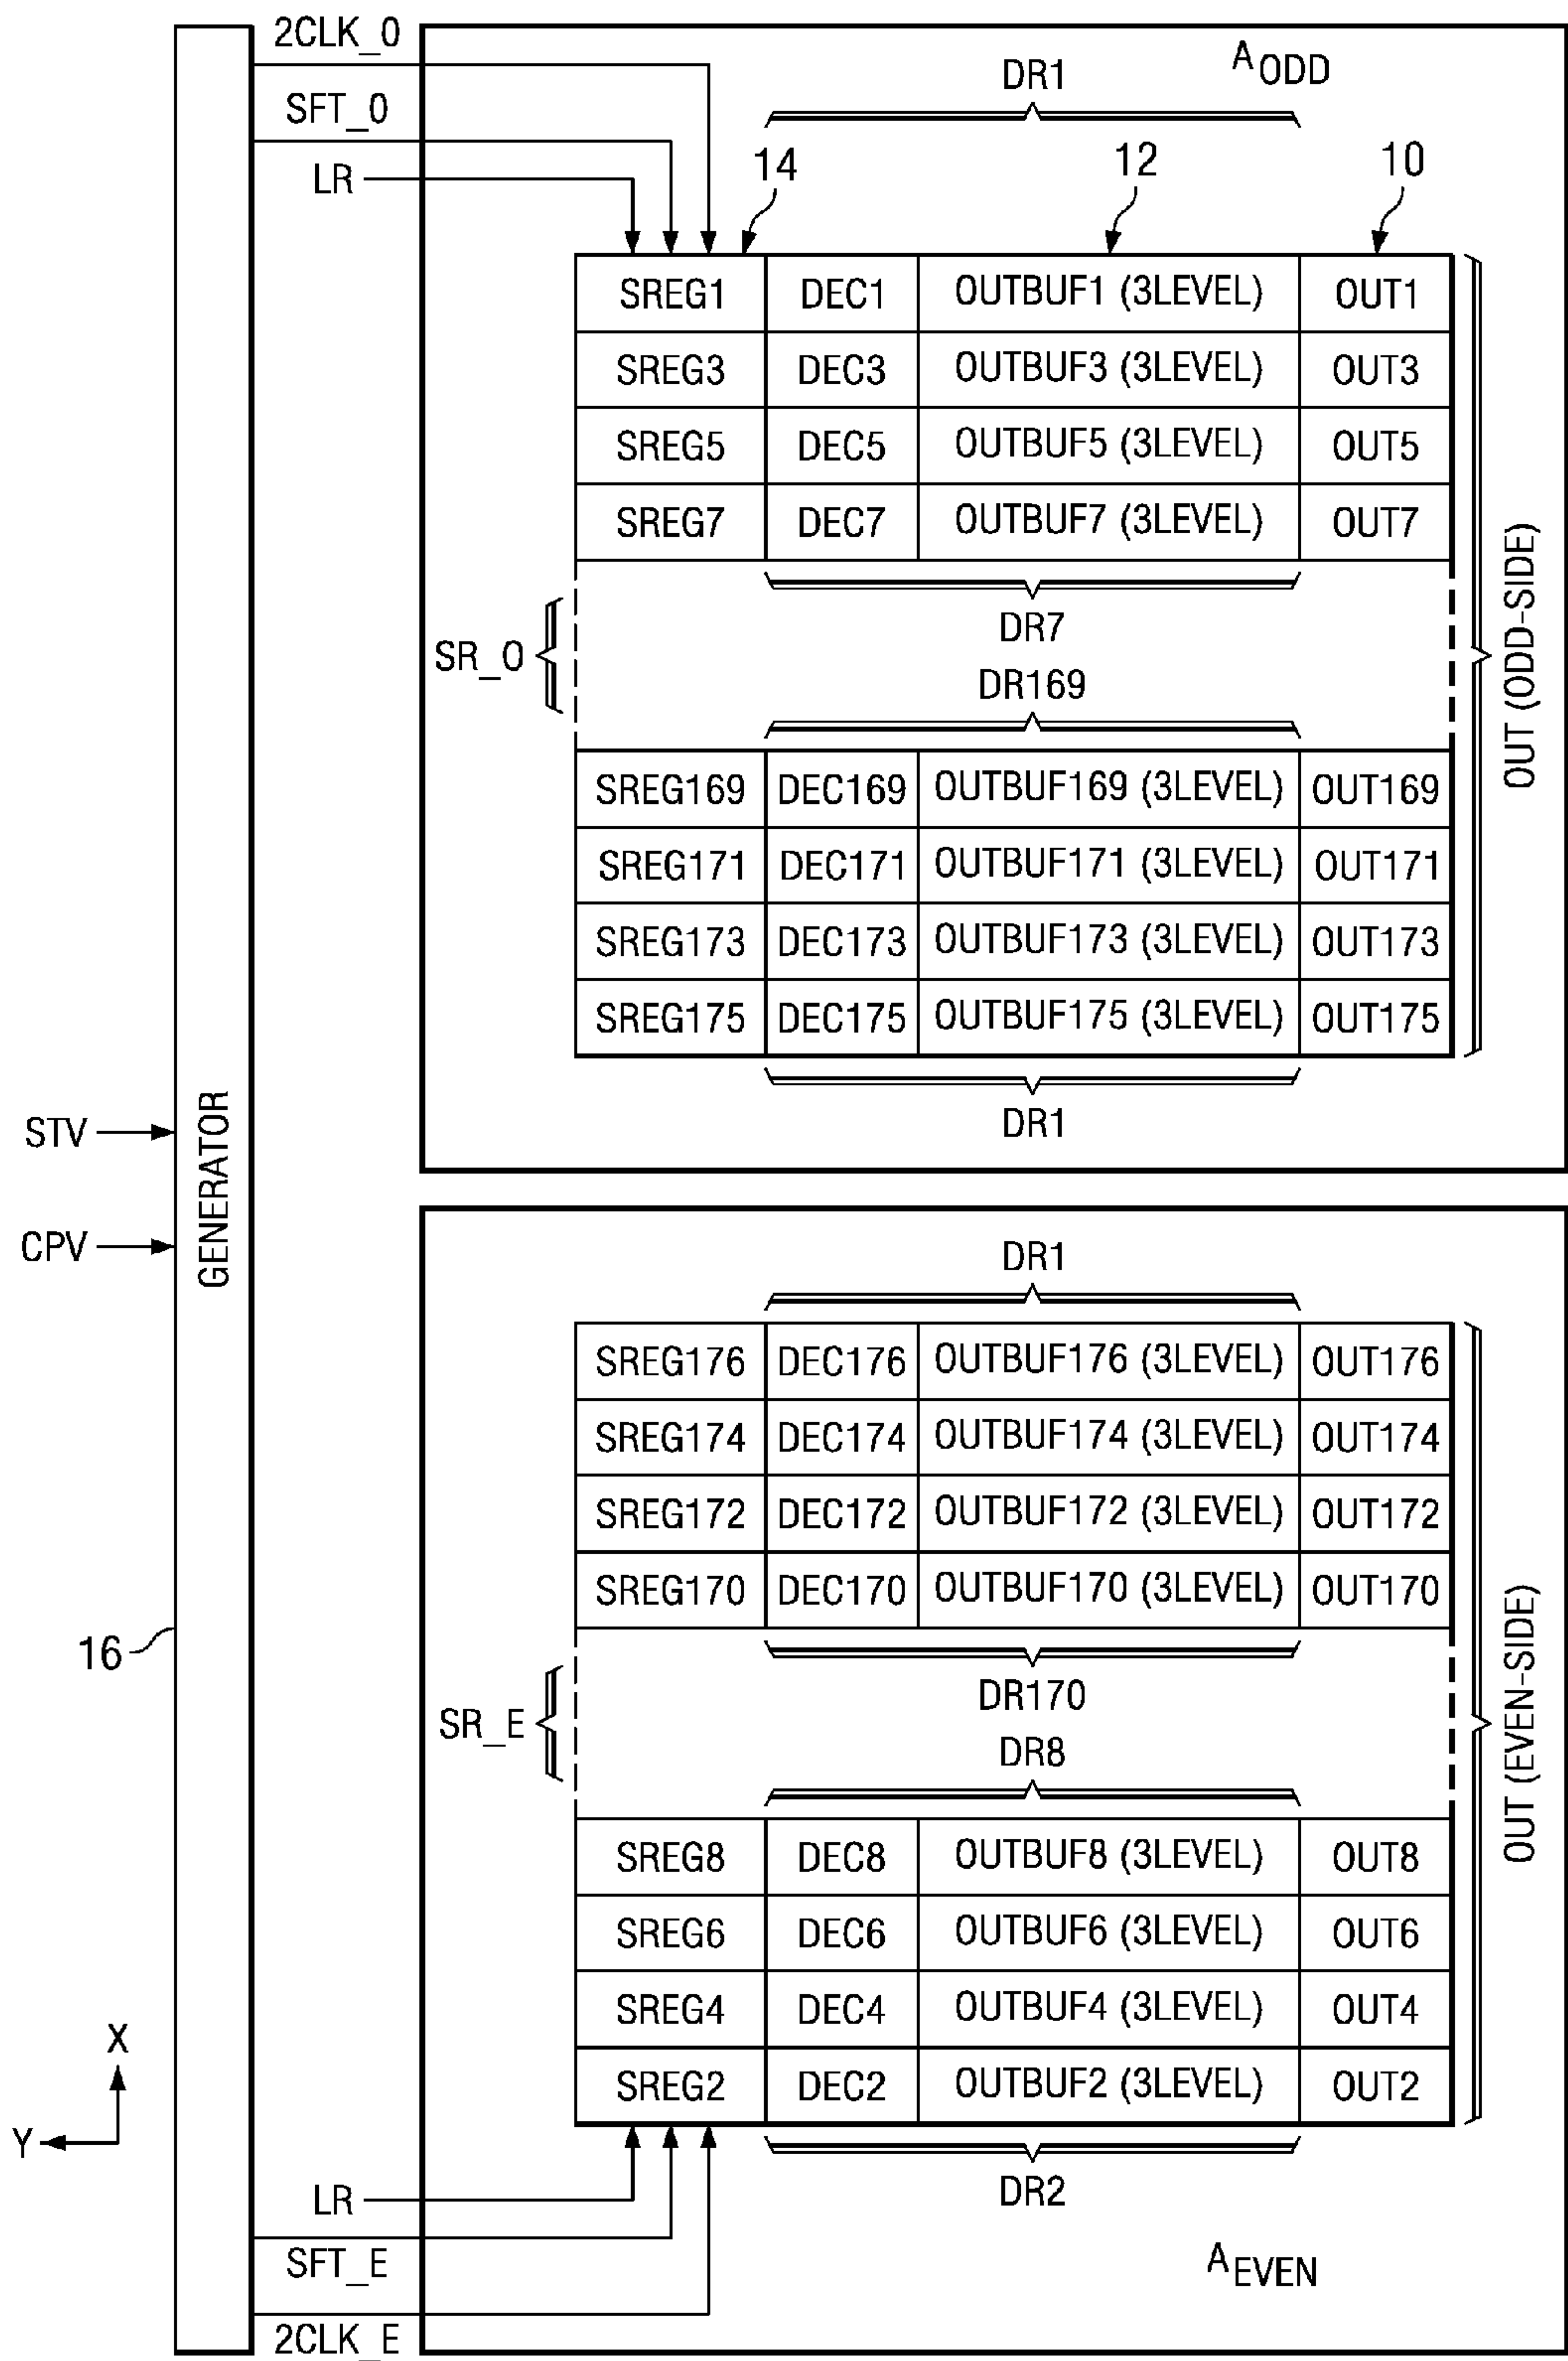 2CLK_0
A ODD
DR1
SFT_0
LR
14
12
10
SREG1 DEC1 OUTBUF1 (3LEVEL) OUT1
SREG3 DEC3 OUTBUF3 (3LEVEL) OUT3
SREG5 DEC5 OUTBUF5 (3LEVEL) OUT5
SREG7 DEC7 OUTBUF7 (3LEVEL) OUT7
DR7
SR_O
DR169
OUT (ODD-SIDE)
SREG169 DEC169 OUTBUF169 (3LEVEL) OUT169
SREG171 DEC171 OUTBUF171 (3LEVEL) OUT171
SREG173 DEC173 OUTBUF173 (3LEVEL) OUT173
SREG175 DEC175 OUTBUF175 (3LEVEL) OUT175
DR1
STV
CPV
GENERATOR
16
DR1
SREG176 DEC176 OUTBUF176 (3LEVEL) OUT176
SREG174 DEC174 OUTBUF174 (3LEVEL) OUT174
SREG172 DEC172 OUTBUF172 (3LEVEL) OUT172
SREG170 DEC170 OUTBUF170 (3LEVEL) OUT170
DR170
SR_E
DR8
OUT (EVEN-SIDE)
SREG8 DEC8 OUTBUF8 (3LEVEL) OUT8
SREG6 DEC6 OUTBUF6 (3LEVEL) OUT6
SREG4 DEC4 OUTBUF4 (3LEVEL) OUT4
SREG2 DEC2 OUTBUF2 (3LEVEL) OUT2
X
Y
DR2
LR
SFT_E
A EVEN
2CLK_E